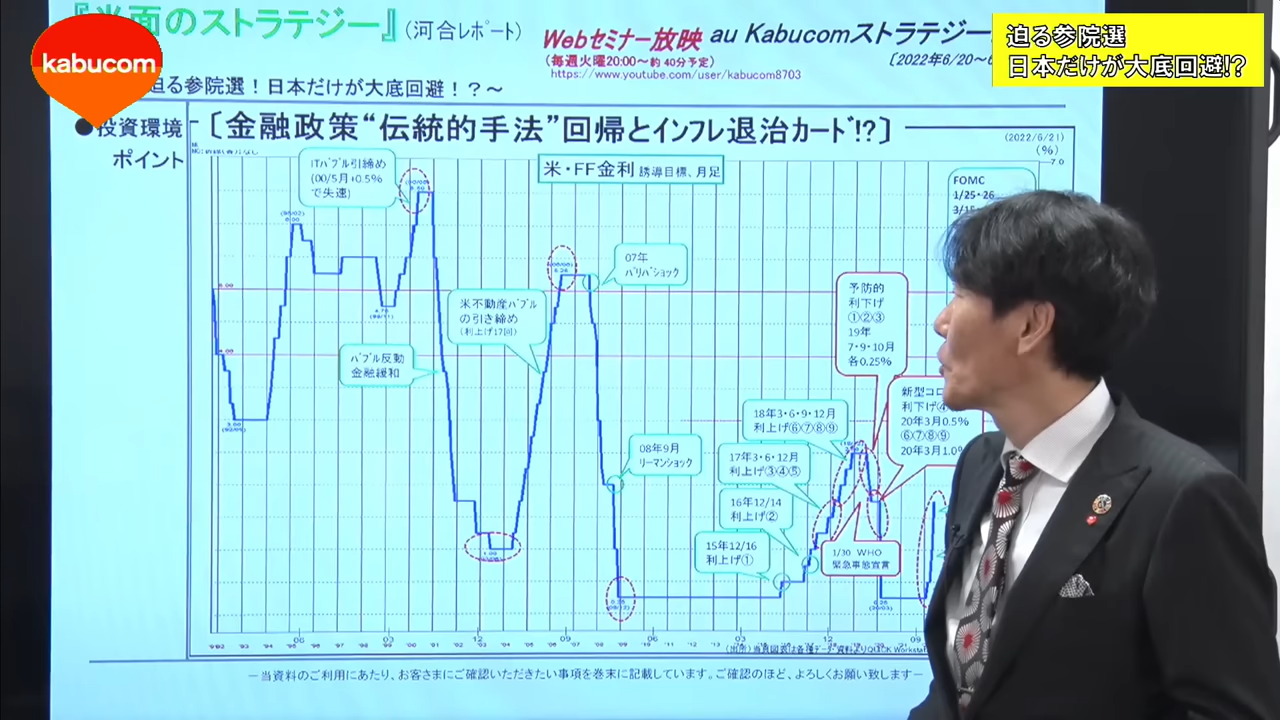 『当面のストラテジー』(河合レポート)
Webセミナー放映 au Kabucomストラテジー
(毎週火曜20:00～約40分予定)
https://www.youtube.com/user/kabucom8703
〔2022年6/20～
迫る参院選
日本だけが大底回避!?
kabucom
迫る参院選！日本だけが大底回避！？～
●投資環境
ポイント
〔金融政策“伝統的手法”回帰とインフレ退治カード!?〕
(2022/6/21)
(%)
7.0
米・FF金利 誘導目標、月足
ITバブル引締め
(00/5月+0.5%
で失速)
FOMC
1/25・26
3/15
07年
パリバショック
予防的
利下げ
①②③
19年
7・9・10月
各0.25%
米不動産バブル
の引き締め
(利上げ17回)
バブル反動
金融緩和
新型コロ
利下げ④
20年3月0.5%
⑥⑦⑧⑨
20年3月1.0%
18年3・6・9・12月
利上げ⑥⑦⑧⑨
08年9月
リーマンショック
17年3・6・12月
利上げ③④⑤
16年12/14
利上げ②
15年12/16
利上げ①
1/30 WHO
緊急事態宣言
06 03 12 09 06 03 12 09
－当資料のご利用にあたり、お客さまにご確認いただきたい事項を巻末に記載しています。ご確認のほど、よろしくお願い致します－